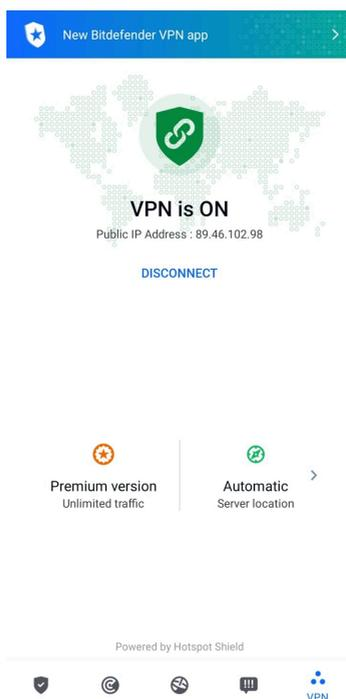 New Bitdefender VPN app
VPN is ON
Public IP Address : 89.46.102.98
DISCONNECT
Premium version
Unlimited traffic
Automatic
Server location
Powered by Hotspot Shield
VPN